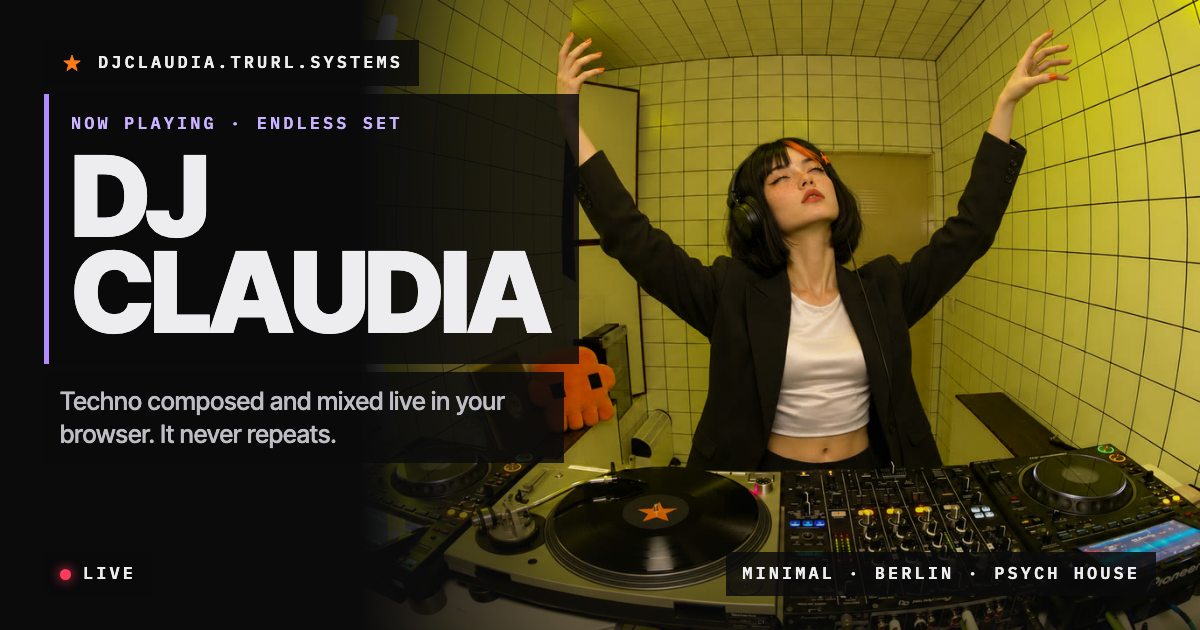 DJCLAUDIA.TRURL.SYSTEMS
NOW PLAYING · ENDLESS SET
DJ
CLAUDIA
Techno composed and mixed live in your
browser. It never repeats.
LIVE
MINIMAL · BERLIN · PSYCH HOUSE
Pioneer